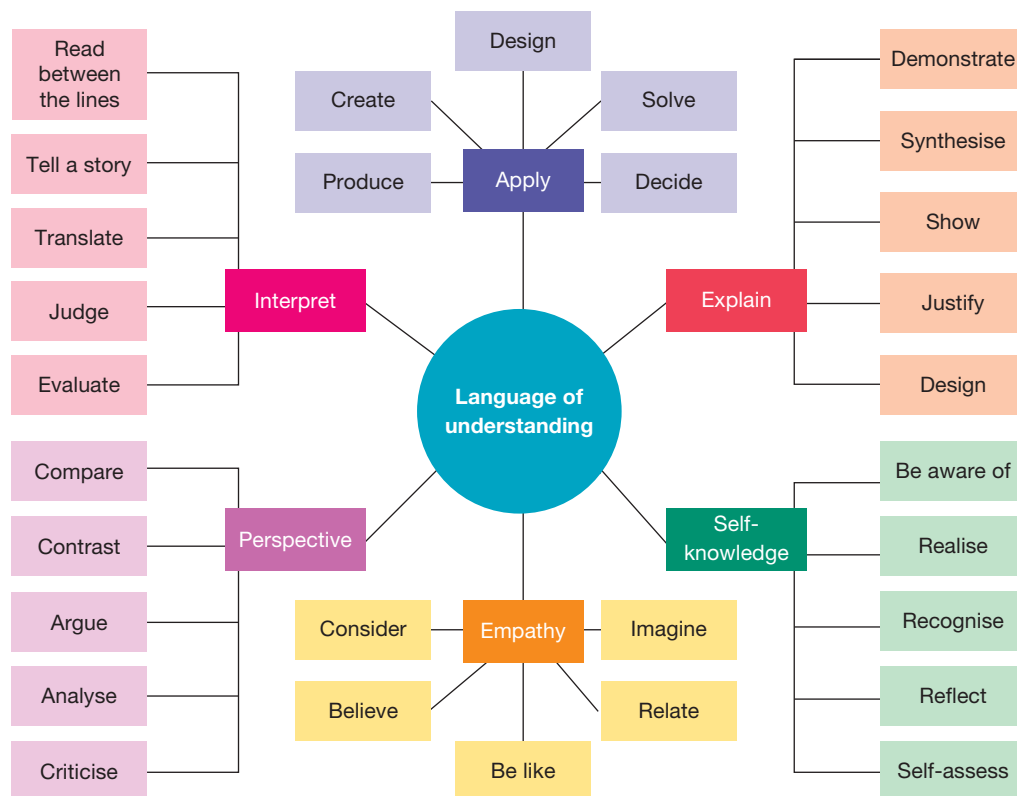 Read
between
the lines
Tell a story
Translate
Judge
Evaluate
Interpret
Design
Create
Solve
Produce
Decide
Apply
Demonstrate
Synthesise
Show
Justify
Design
Explain
Language of
understanding
Compare
Contrast
Argue
Analyse
Criticise
Perspective
Consider
Imagine
Believe
Relate
Be like
Empathy
Self-
knowledge
Be aware of
Realise
Recognise
Reflect
Self-assess